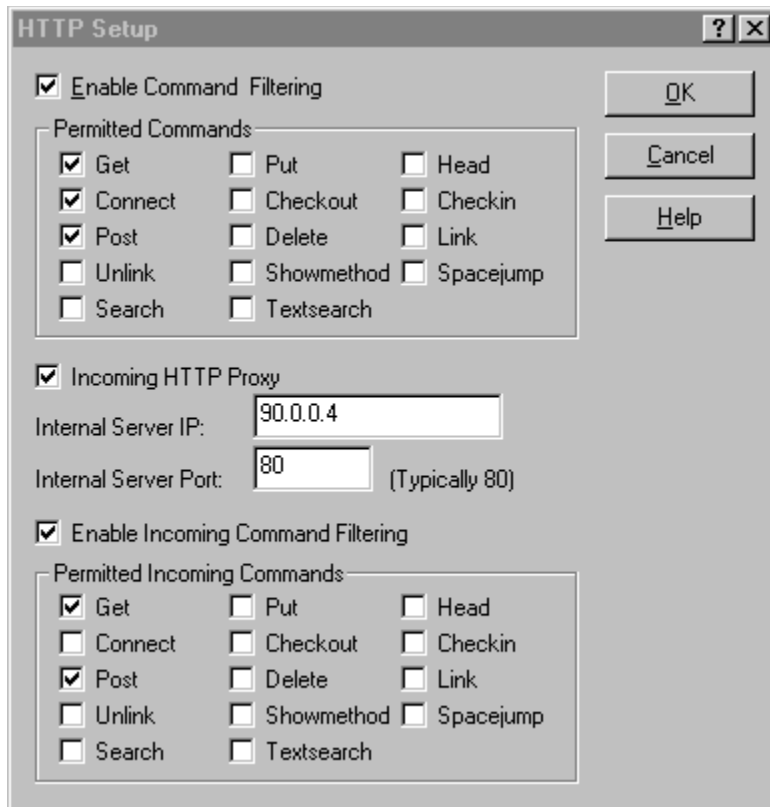 HTTP Setup
Enable Command Filtering
OK
Permitted Commands
Get Put Head
Cancel
Connect Checkout Checkin
Post Delete Link
Help
Unlink Showmethod Spacejump
Search Textsearch
Incoming HTTP Proxy
Internal Server IP: 90.0.0.4
Internal Server Port: 80 (Typically 80)
Enable Incoming Command Filtering
Permitted Incoming Commands
Get Put Head
Connect Checkout Checkin
Post Delete Link
Unlink Showmethod Spacejump
Search Textsearch